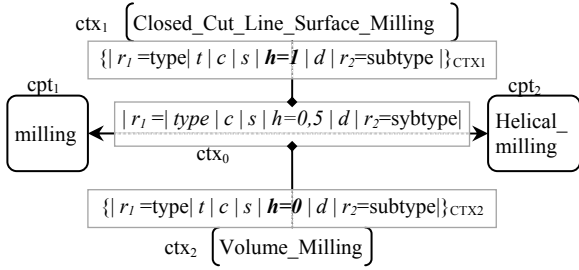 ctx1 Closed_Cut_Line_Surface_Milling
{| r1 =type| t | c | s | h=1 | d | r2=subtype |}CTX1
cpt1
cpt2
milling
| r1 =| type | c | s | h=0,5 | d | r2=sybtype|
Helical_
milling
ctx0
{| r1 =type| t | c | s | h=0 | d | r2=subtype|}CTX2
ctx2 Volume_Milling